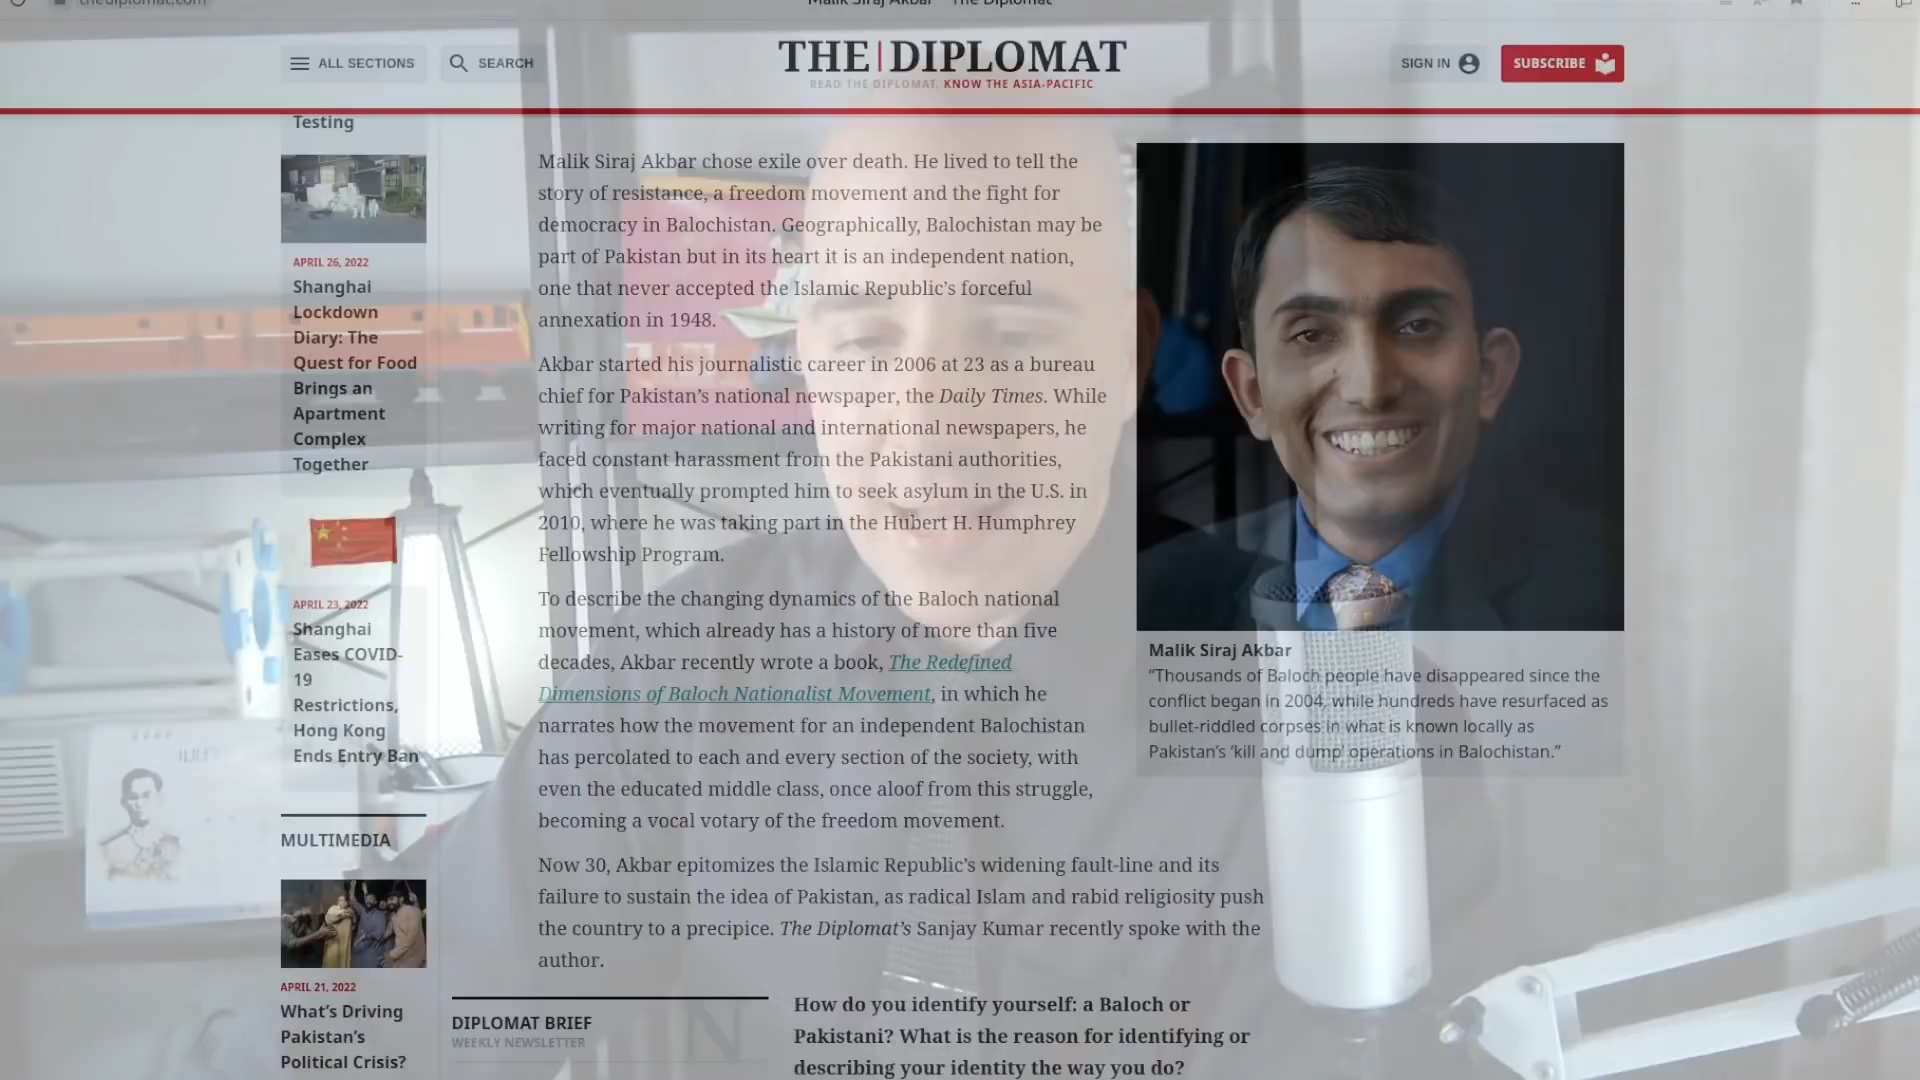 thediplomat.com
Malik Siraj Akbar – The Diplomat
ALL SECTIONS
SEARCH
THE|DIPLOMAT
READ THE DIPLOMAT, KNOW THE ASIA-PACIFIC
SIGN IN
SUBSCRIBE
Testing
APRIL 26, 2022
Shanghai
Lockdown
Diary: The
Quest for Food
Brings an
Apartment
Complex
Together
APRIL 23, 2022
Shanghai
Eases COVID-
19
Restrictions,
Hong Kong
Ends Entry Ban
MULTIMEDIA
APRIL 21, 2022
What’s Driving
Pakistan’s
Political Crisis?
Malik Siraj Akbar chose exile over death. He lived to tell the
story of resistance, a freedom movement and the fight for
democracy in Balochistan. Geographically, Balochistan may be
part of Pakistan but in its heart it is an independent nation,
one that never accepted the Islamic Republic’s forceful
annexation in 1948.
Akbar started his journalistic career in 2006 at 23 as a bureau
chief for Pakistan’s national newspaper, the Daily Times. While
writing for major national and international newspapers, he
faced constant harassment from the Pakistani authorities,
which eventually prompted him to seek asylum in the U.S. in
2010, where he was taking part in the Hubert H. Humphrey
Fellowship Program.
To describe the changing dynamics of the Baloch national
movement, which already has a history of more than five
decades, Akbar recently wrote a book, The Redefined
Dimensions of Baloch Nationalist Movement, in which he
narrates how the movement for an independent Balochistan
has percolated to each and every section of the society, with
even the educated middle class, once aloof from this struggle,
becoming a vocal votary of the freedom movement.
Now 30, Akbar epitomizes the Islamic Republic’s widening fault-line and its
failure to sustain the idea of Pakistan, as radical Islam and rabid religiosity push
the country to a precipice. The Diplomat’s Sanjay Kumar recently spoke with the
author.
Malik Siraj Akbar
“Thousands of Baloch people have disappeared since the
conflict began in 2004, while hundreds have resurfaced as
bullet-riddled corpses in what is known locally as
Pakistan’s ‘kill and dump’ operations in Balochistan.”
DIPLOMAT BRIEF
WEEKLY NEWSLETTER
N
How do you identify yourself: a Baloch or
Pakistani? What is the reason for identifying or
describing your identity the way you do?